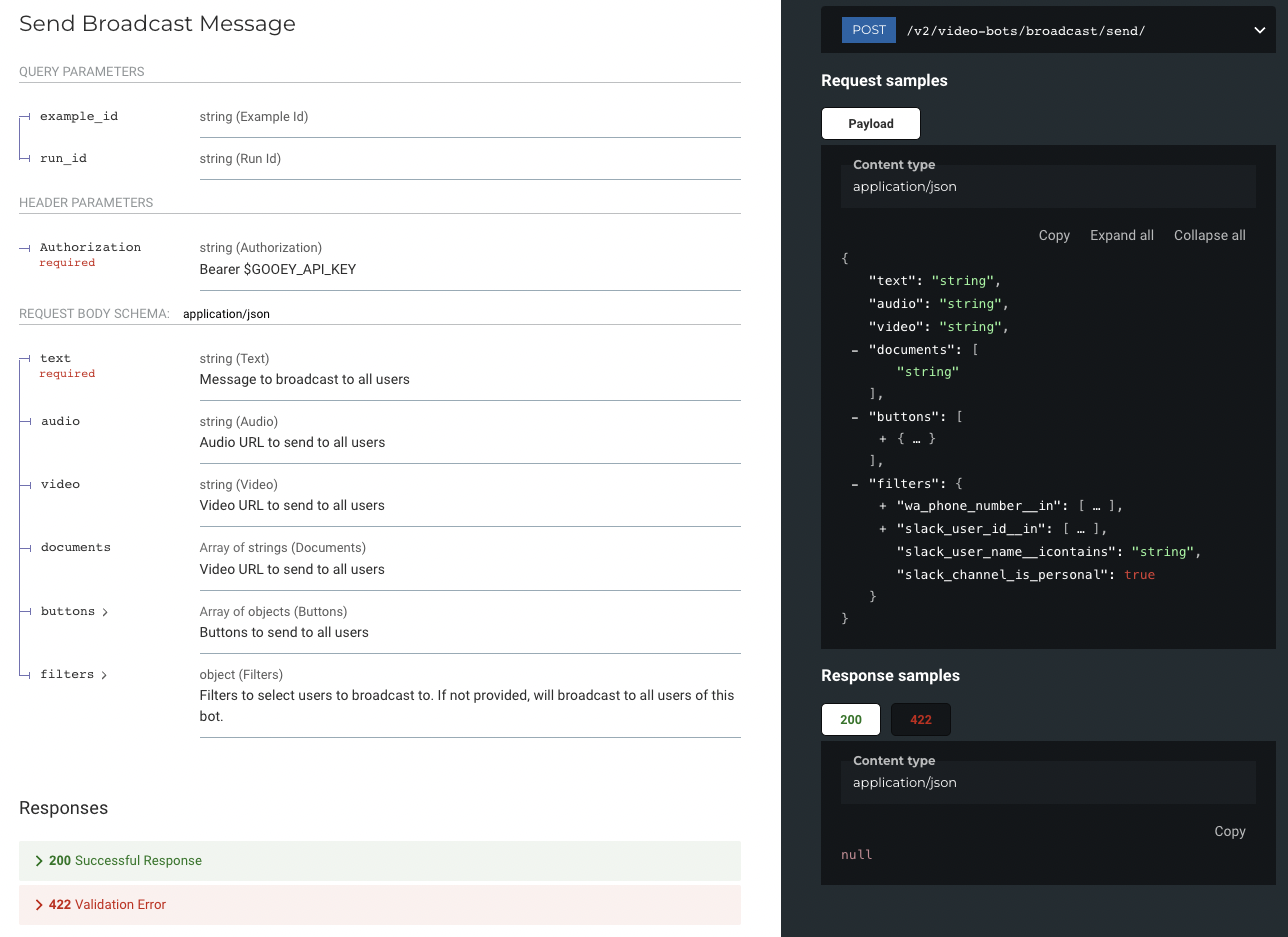 Send Broadcast Message
QUERY PARAMETERS
example_id
string (Example Id)
run_id
string (Run Id)
HEADER PARAMETERS
Authorization
required
string (Authorization)
Bearer $GOOEY_API_KEY
REQUEST BODY SCHEMA: application/json
text
required
string (Text)
Message to broadcast to all users
audio
string (Audio)
Audio URL to send to all users
video
string (Video)
Video URL to send to all users
documents
Array of strings (Documents)
Video URL to send to all users
buttons >
Array of objects (Buttons)
Buttons to send to all users
filters >
object (Filters)
Filters to select users to broadcast to. If not provided, will broadcast to all users of this
bot.
Responses
> 200 Successful Response
> 422 Validation Error
POST /v2/video-bots/broadcast/send/
Request samples
Payload
Content type
application/json
Copy Expand all Collapse all
{
"text": "string",
"audio": "string",
"video": "string",
- "documents": [
"string"
],
- "buttons": [
+ { … }
],
- "filters": {
+ "wa_phone_number__in": [ … ],
+ "slack_user_id__in": [ … ],
"slack_user_name__icontains": "string",
"slack_channel_is_personal": true
}
}
Response samples
200 422
Content type
application/json
Copy
null